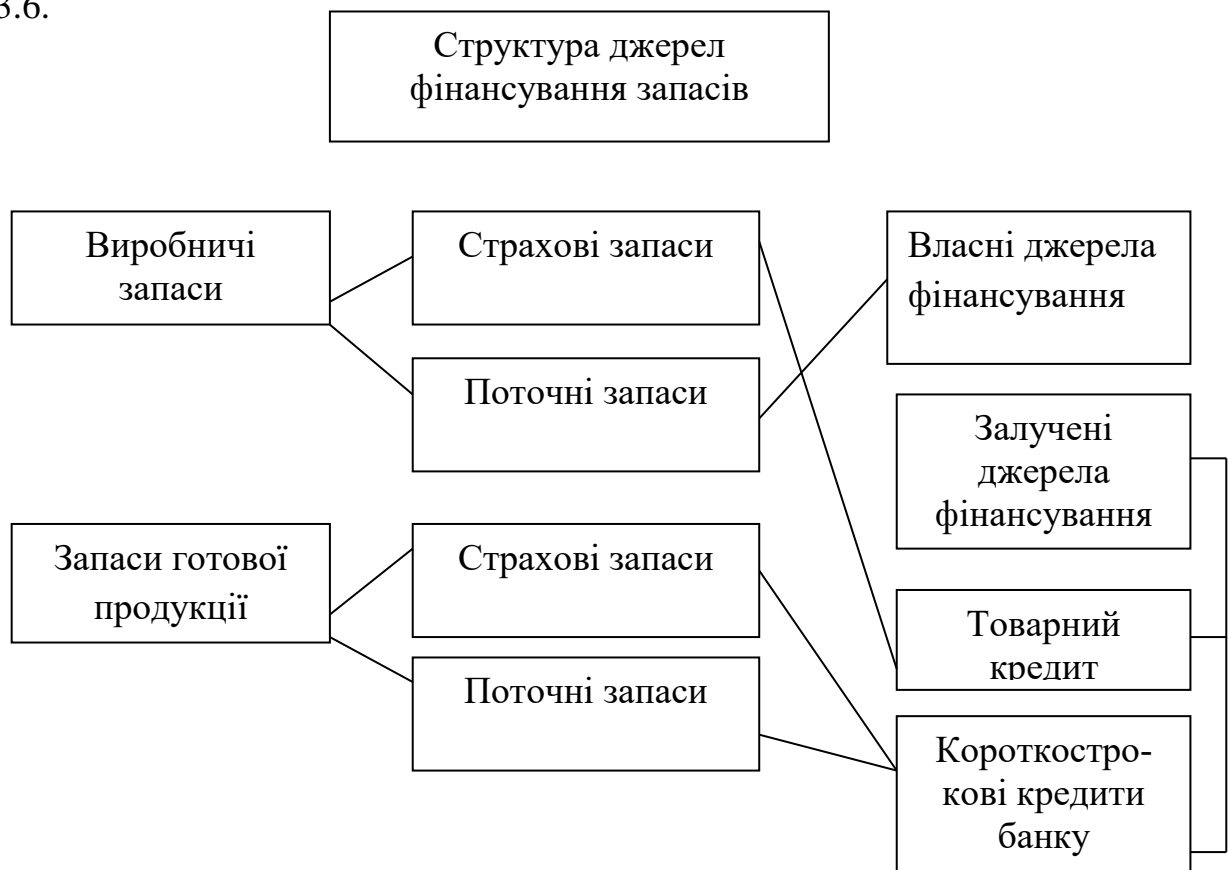 3.6.
Структура джерел
фінансування запасів
Виробничі
запаси
Страхові запаси
Власні джерела
фінансування
Поточні запаси
Залучені
джерела
фінансування
Запаси готової
продукції
Страхові запаси
Товарний
кредит
Поточні запаси
Короткостро-
кові кредити
банку